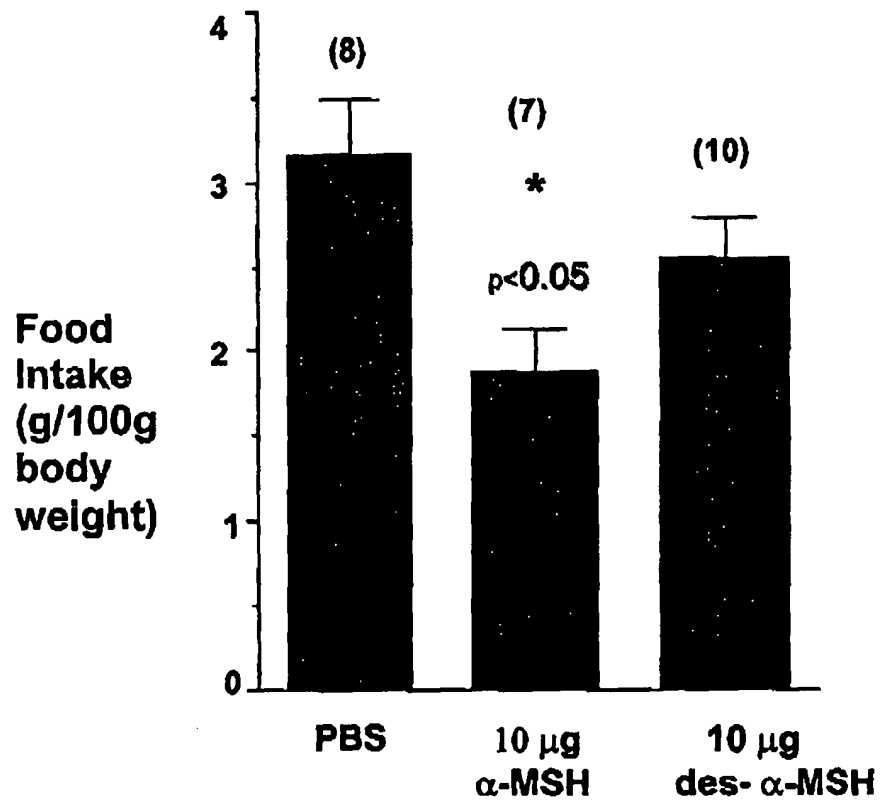 4
(8)
(7)
(10)
3
*
p<0.05
Food
Intake
(g/100g
body
weight)
2
1
0
PBS
10 μg
α-MSH
10 μg
des- α-MSH